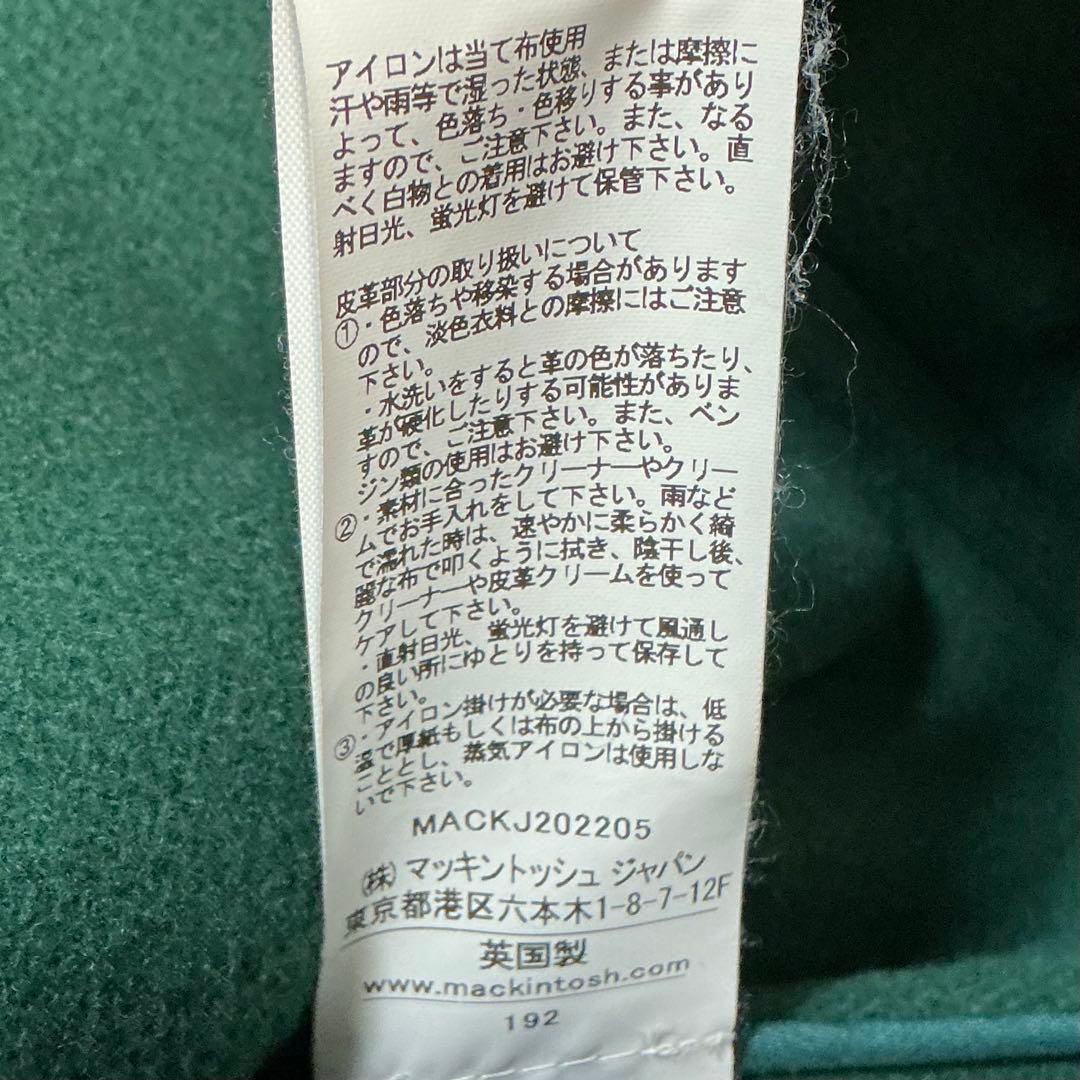 アイロンは当て布使用
汗や雨等で湿った状態、または摩擦に
よって、色落ち・色移りする事があり
ますので、ご注意下さい。また、なる
べく白物との着用はお避け下さい。直
射日光、蛍光灯を避けて保管下さい。
皮革部分の取り扱いについて
①・色落ちや移染する場合があります
ので、淡色衣料との摩擦にはご注意
下さい。
・水洗いをすると革の色が落ちたり、
革が硬化したりする可能性がありま
すので、ご注意下さい。また、ベン
ジン類の使用はお避け下さい。
②・素材に合ったクリーナーやクリー
ムでお手入れをして下さい。雨など
で濡れた時は、速やかに柔らかく綺
麗な布で叩くように拭き、陰干し後、
クリーナーや皮革クリームを使って
ケアして下さい。
・直射日光、蛍光灯を避けて風通し
の良い所にゆとりを持って保存して
下さい。
③・アイロン掛けが必要な場合は、低
温で厚紙もしくは布の上から掛ける
こととし、蒸気アイロンは使用しな
いで下さい。
MACKJ202205
(株) マッキントッシュ ジャパン
東京都港区六本木1-8-7-12F
英国製
www.mackintosh.com
192